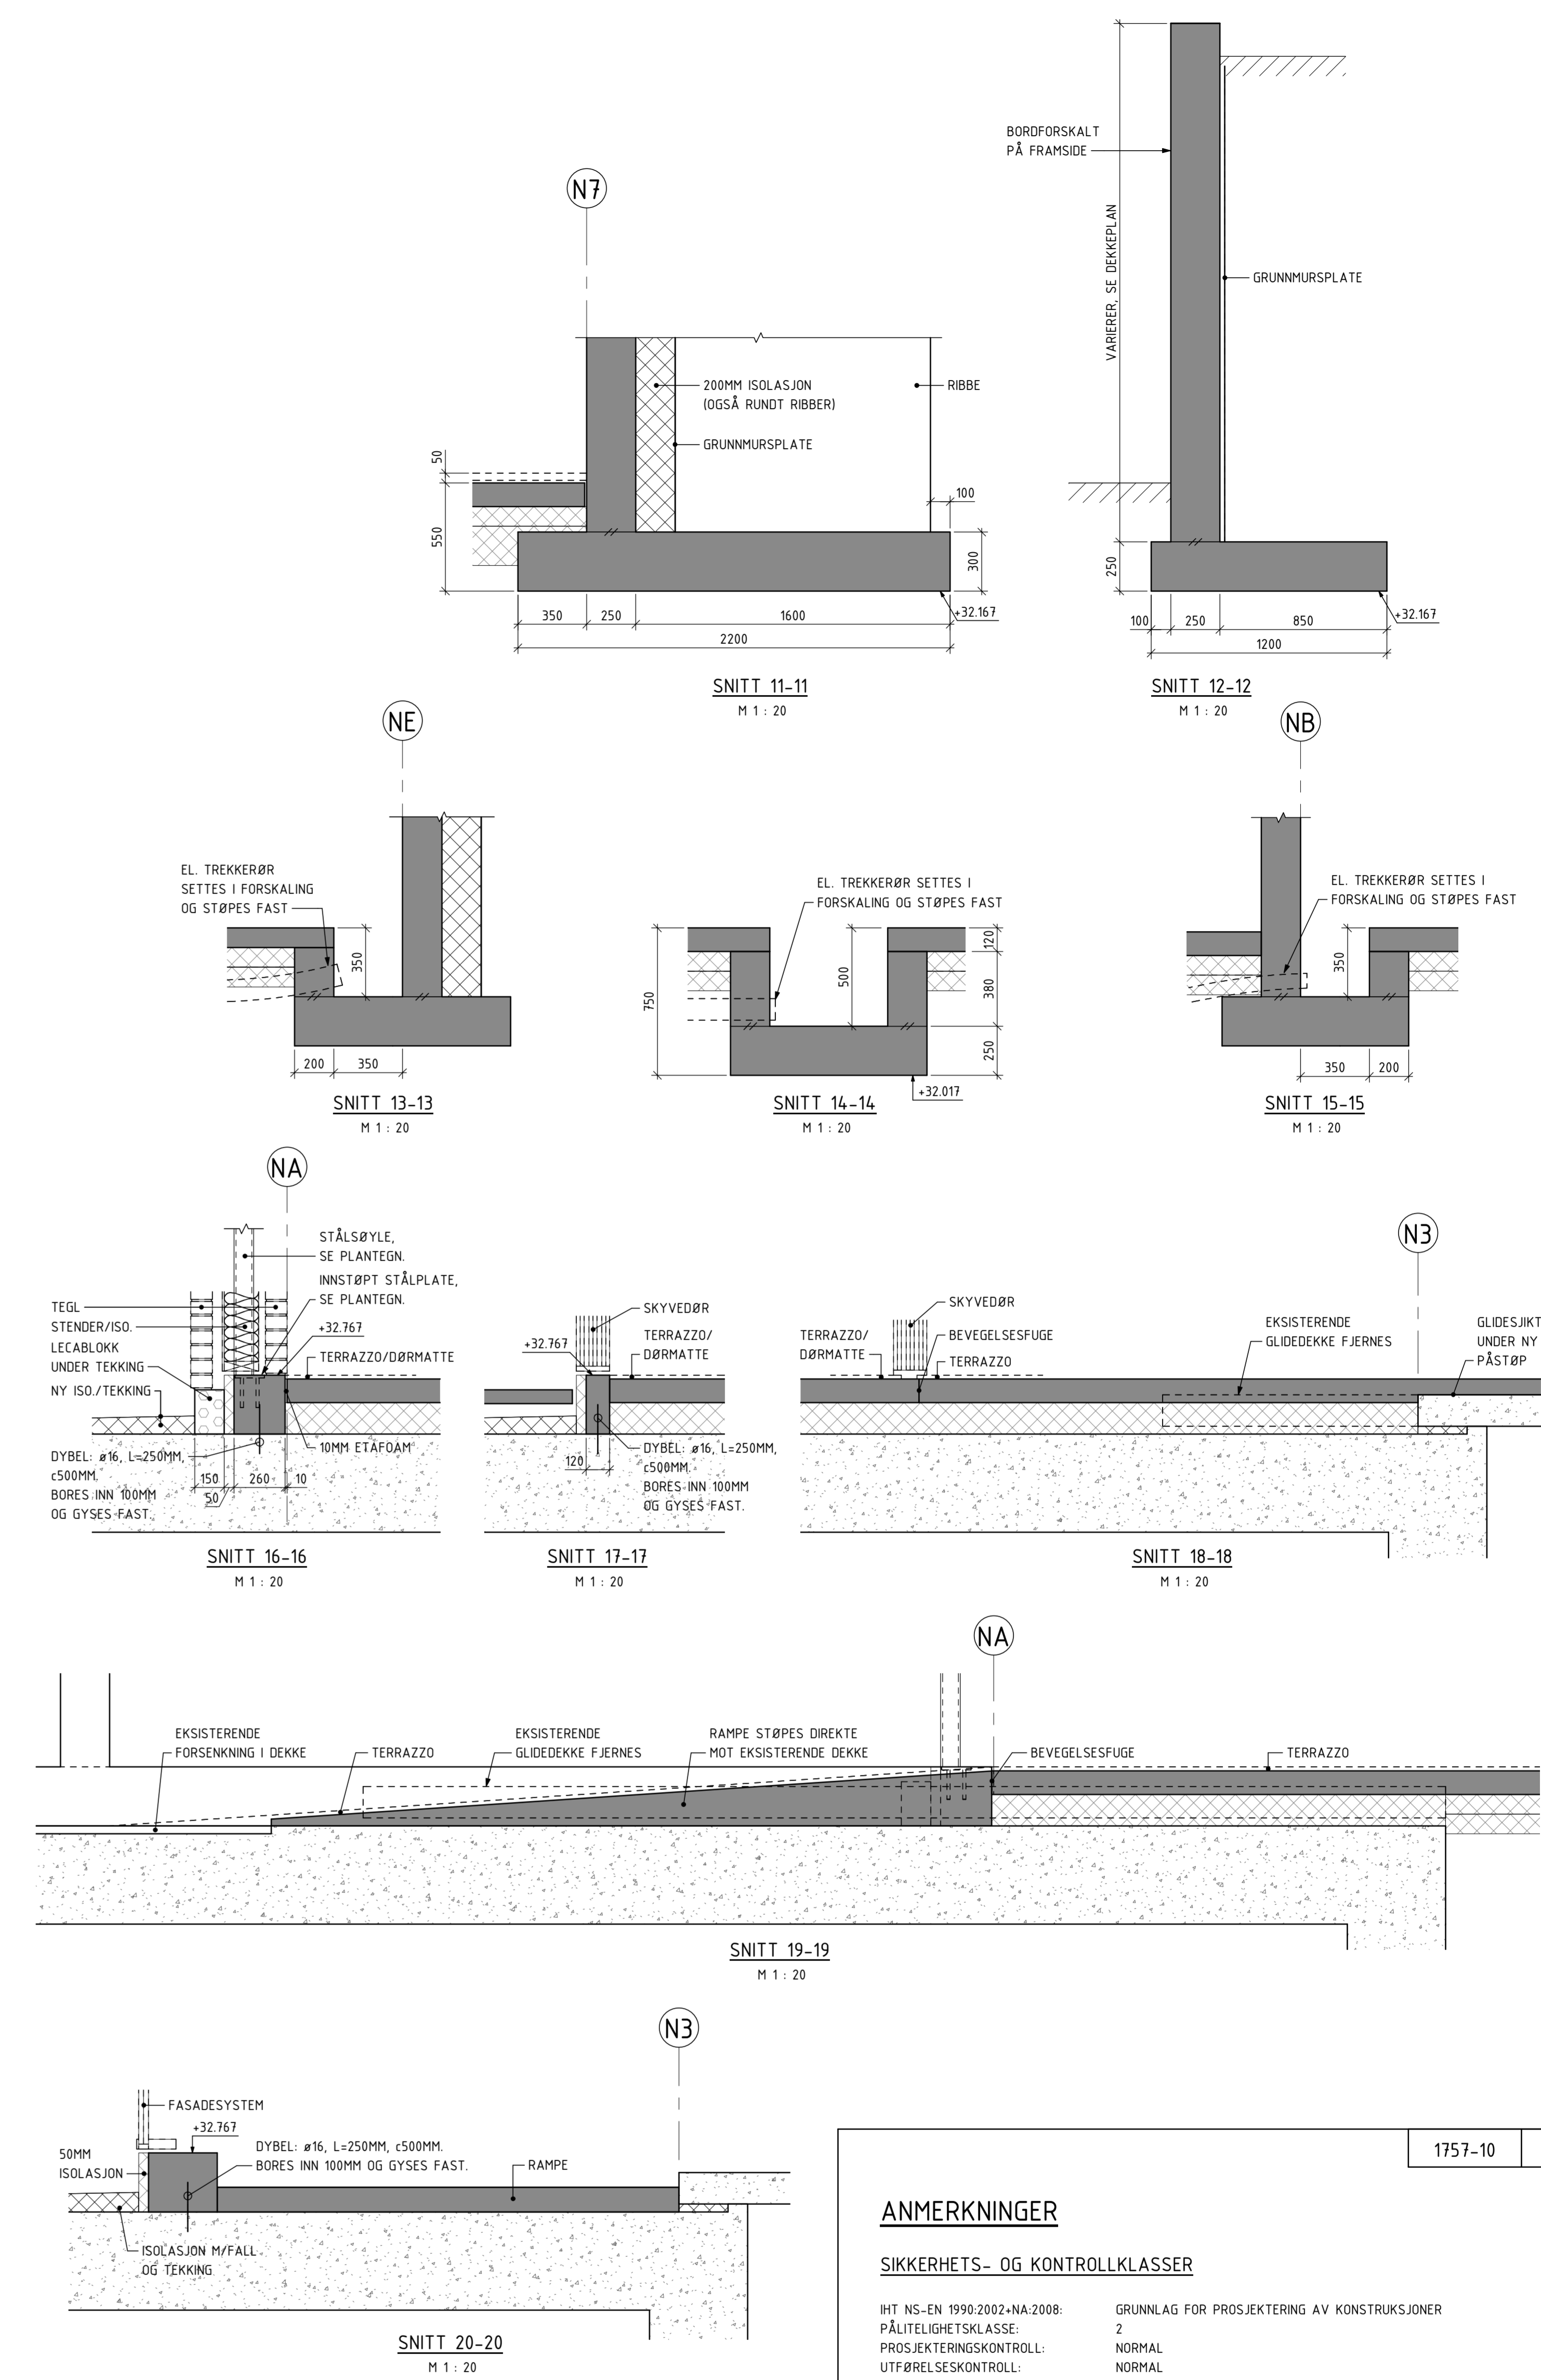 N7
50
550
200MM ISOLASJON
(OGSÅ RUNDT RIBBER)
GRUNNMURSPLATE
RIBBE
100
300
+32.167
350
250
1600
2200
SNITT 11-11
M 1 : 20
BORDFORSKALT
PÅ FRAMSIDE
VARIERER, SE DEKKEPLAN
GRUNNMURSPLATE
250
100
250
850
+32.167
1200
SNITT 12-12
M 1 : 20
NE
EL. TREKKERØR
SETTES I FORSKALING
OG STØPES FAST
350
200
350
SNITT 13-13
M 1 : 20
EL. TREKKERØR SETTES I
FORSKALING OG STØPES FAST
750
500
120
380
250
+32.017
SNITT 14-14
M 1 : 20
NB
EL. TREKKERØR SETTES I
FORSKALING OG STØPES FAST
350
350
200
SNITT 15-15
M 1 : 20
NA
STÅLSØYLE,
SE PLANTEGN.
INNSTØPT STÅLPLATE,
SE PLANTEGN.
+32.767
TERRAZZO/DØRMATTE
TEGL
STENDER/ISO.
LECABLOKK
UNDER TEKKING
NY ISO./TEKKING
10MM ETAFOAM
DYBEL: ø16, L=250MM,
c500MM.
BORES INN 100MM
OG GYSES FAST.
150
260
10
50
SNITT 16-16
M 1 : 20
SKYVEDØR
+32.767
TERRAZZO/
DØRMATTE
120
DYBEL: ø16, L=250MM,
c500MM.
BORES INN 100MM
OG GYSES FAST.
SNITT 17-17
M 1 : 20
N3
SKYVEDØR
TERRAZZO/
DØRMATTE
BEVEGELSESFUGE
TERRAZZO
EKSISTERENDE
GLIDEDEKKE FJERNES
GLIDESJIKT
UNDER NY
PÅSTØP
SNITT 18-18
M 1 : 20
NA
EKSISTERENDE
FORSENKNING I DEKKE
TERRAZZO
EKSISTERENDE
GLIDEDEKKE FJERNES
RAMPE STØPES DIREKTE
MOT EKSISTERENDE DEKKE
BEVEGELSESFUGE
TERRAZZO
SNITT 19-19
M 1 : 20
N3
FASADESYSTEM
+32.767
50MM
ISOLASJON
DYBEL: ø16, L=250MM, c500MM.
BORES INN 100MM OG GYSES FAST.
RAMPE
ISOLASJON M/FALL
OG TEKKING
SNITT 20-20
M 1 : 20
1757-10
ANMERKNINGER
SIKKERHETS- OG KONTROLLKLASSER
IHT NS-EN 1990:2002+NA:2008: GRUNNLAG FOR PROSJEKTERING AV KONSTRUKSJONER
PÅLITELIGHETSKLASSE: 2
PROSJEKTERINGSKONTROLL: NORMAL
UTFØRELSESKONTROLL: NORMAL